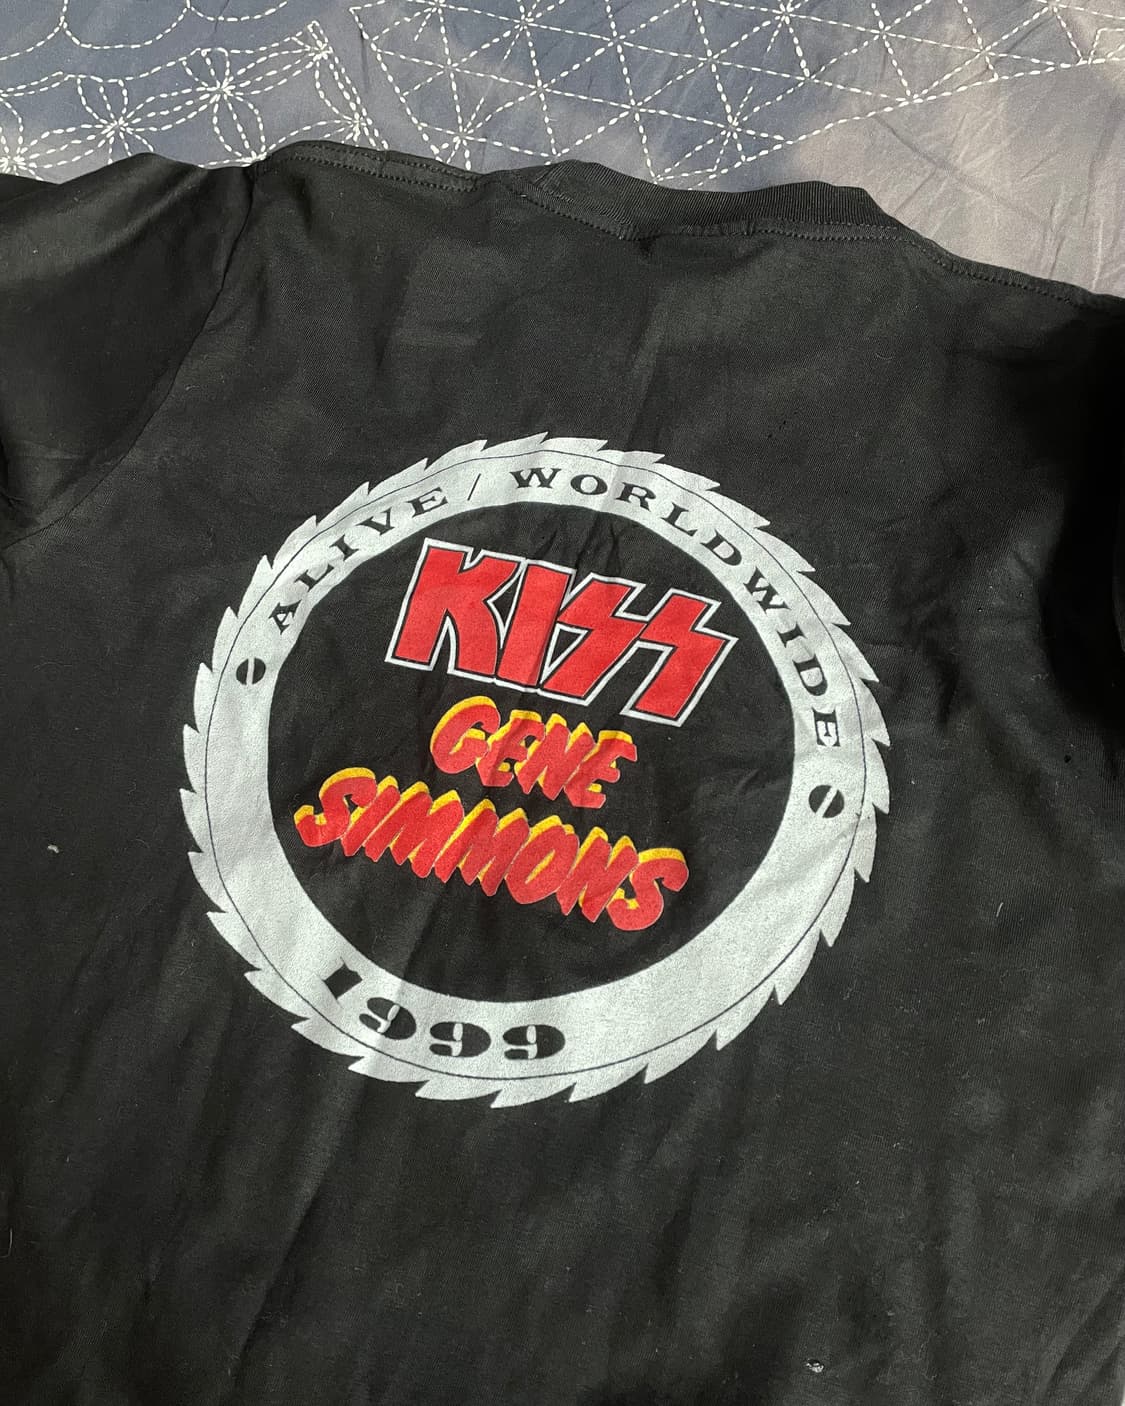 ALIVE / WORLDWIDE
KISS
GENE
SIMMONS
1999